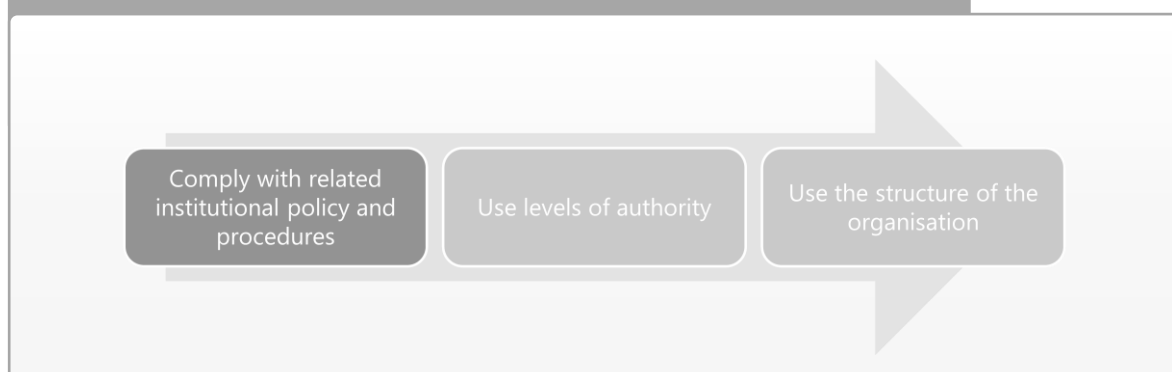 Comply with related
institutional policy and
procedures
Use levels of authority
Use the structure of the
organisation